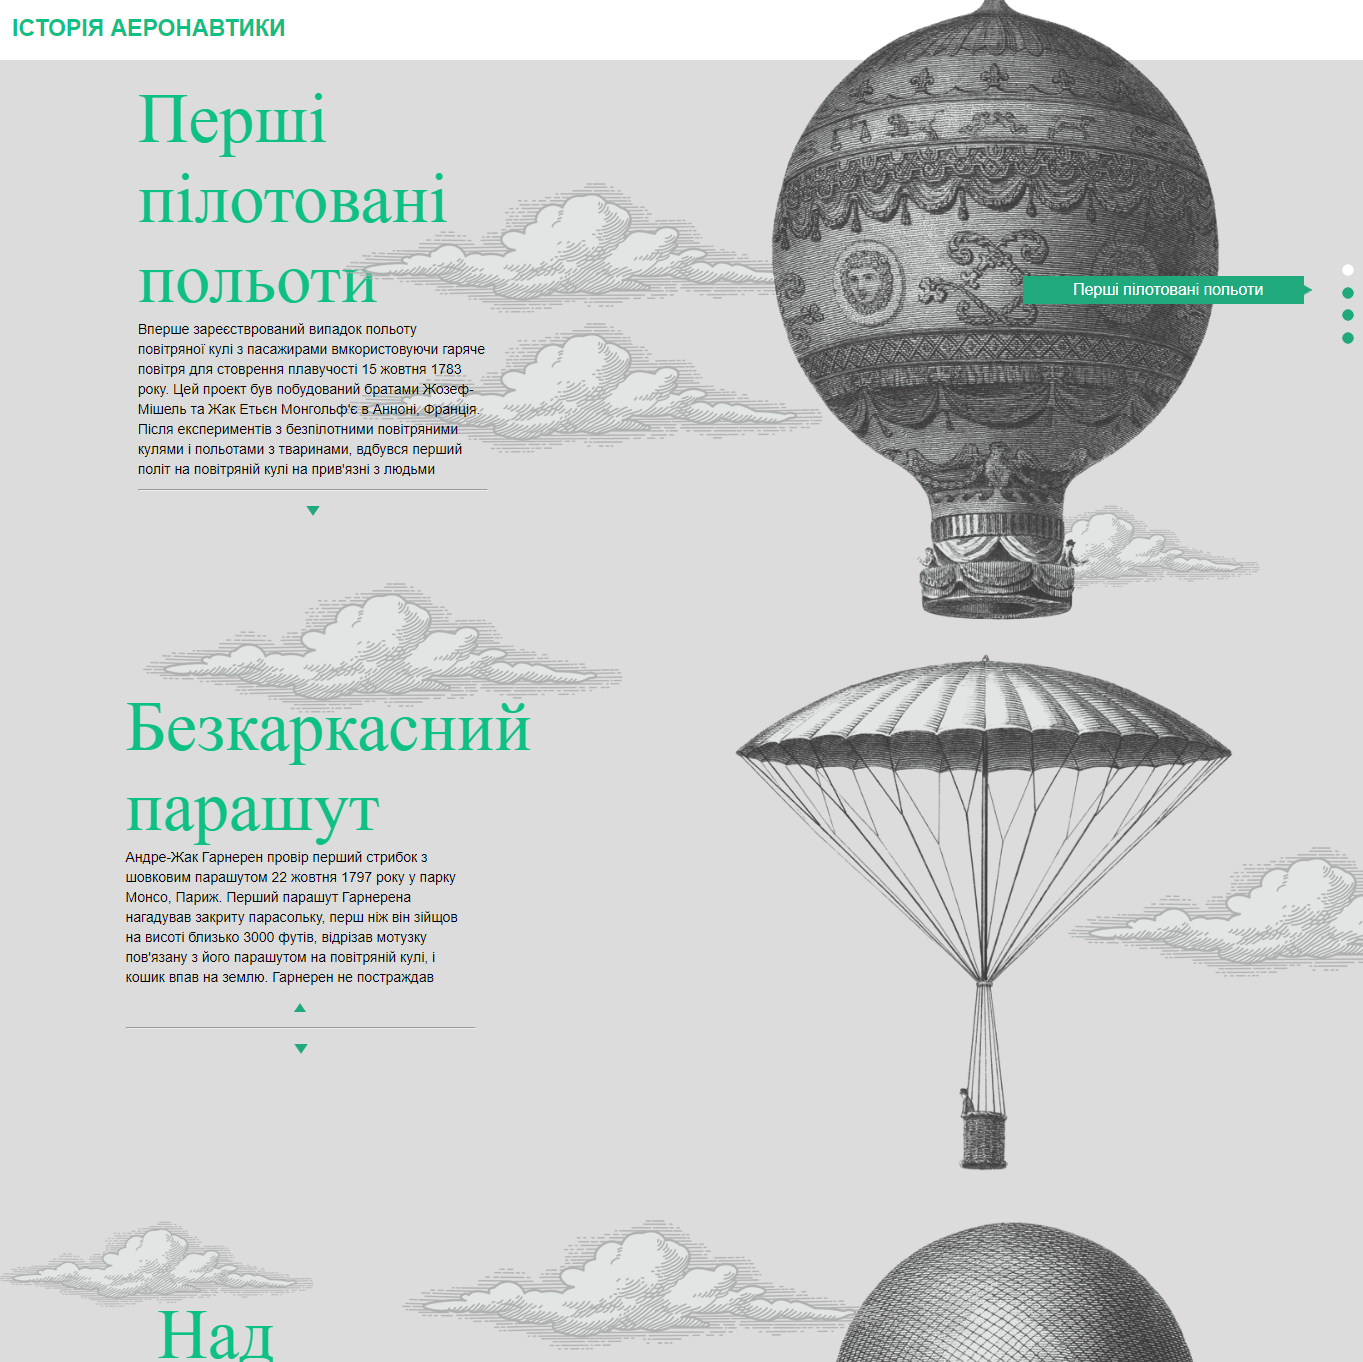 ІСТОРІЯ АЕРОНАВТИКИ
Перші
пілотовані
польоти
Вперше зареєстврований випадок польоту
повітряної кулі з пасажирами вмкористовуючи гаряче
повітря для стоврення плавучості 15 жовтня 1783
року. Цей проект був побудований братами Жозеф-
Мішель та Жак Етьєн Монгольф'є в Анноні, Франція.
Після експериментів з безпілотними повітряними
кулями і польотами з тваринами, вдбувся перший
політ на повітряній кулі на прив'язні з людьми
Перші пілотовані польоти
Безкаркасний
парашут
Андре-Жак Гарнерен провір перший стрибок з
шовковим парашутом 22 жовтня 1797 року у парку
Монсо, Париж. Перший парашут Гарнерена
нагадував закриту парасольку, перш ніж він зійщов
на висоті близько 3000 футів, відрізав мотузку
пов'язану з його парашутом на повітряній кулі, і
кошик впав на землю. Гарнерен не постраждав
Над